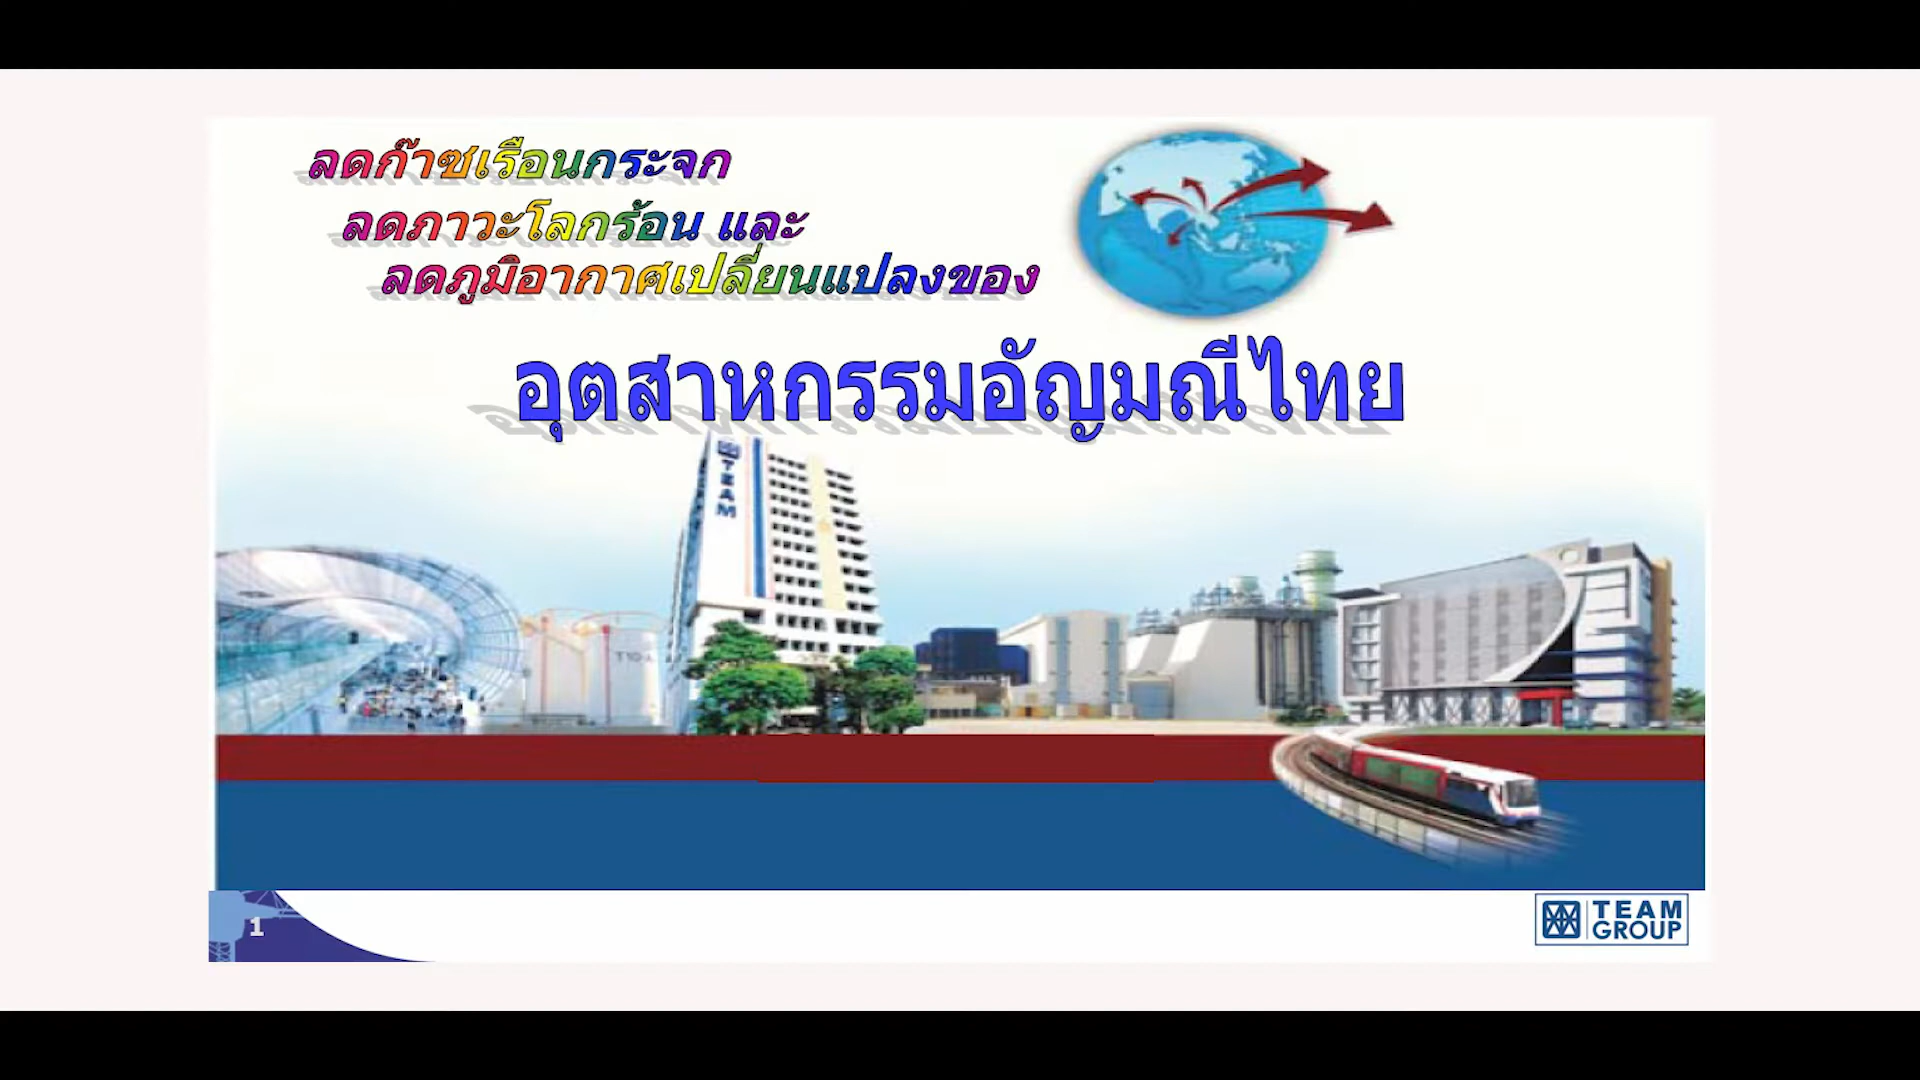 ลดก๊าซเรือนกระจก
ลดภาวะโลกร้อน และ
ลดภูมิอากาศเปลี่ยนแปลงของ
อุตสาหกรรมอัญมณีไทย
TEAM
1
TEAM
GROUP